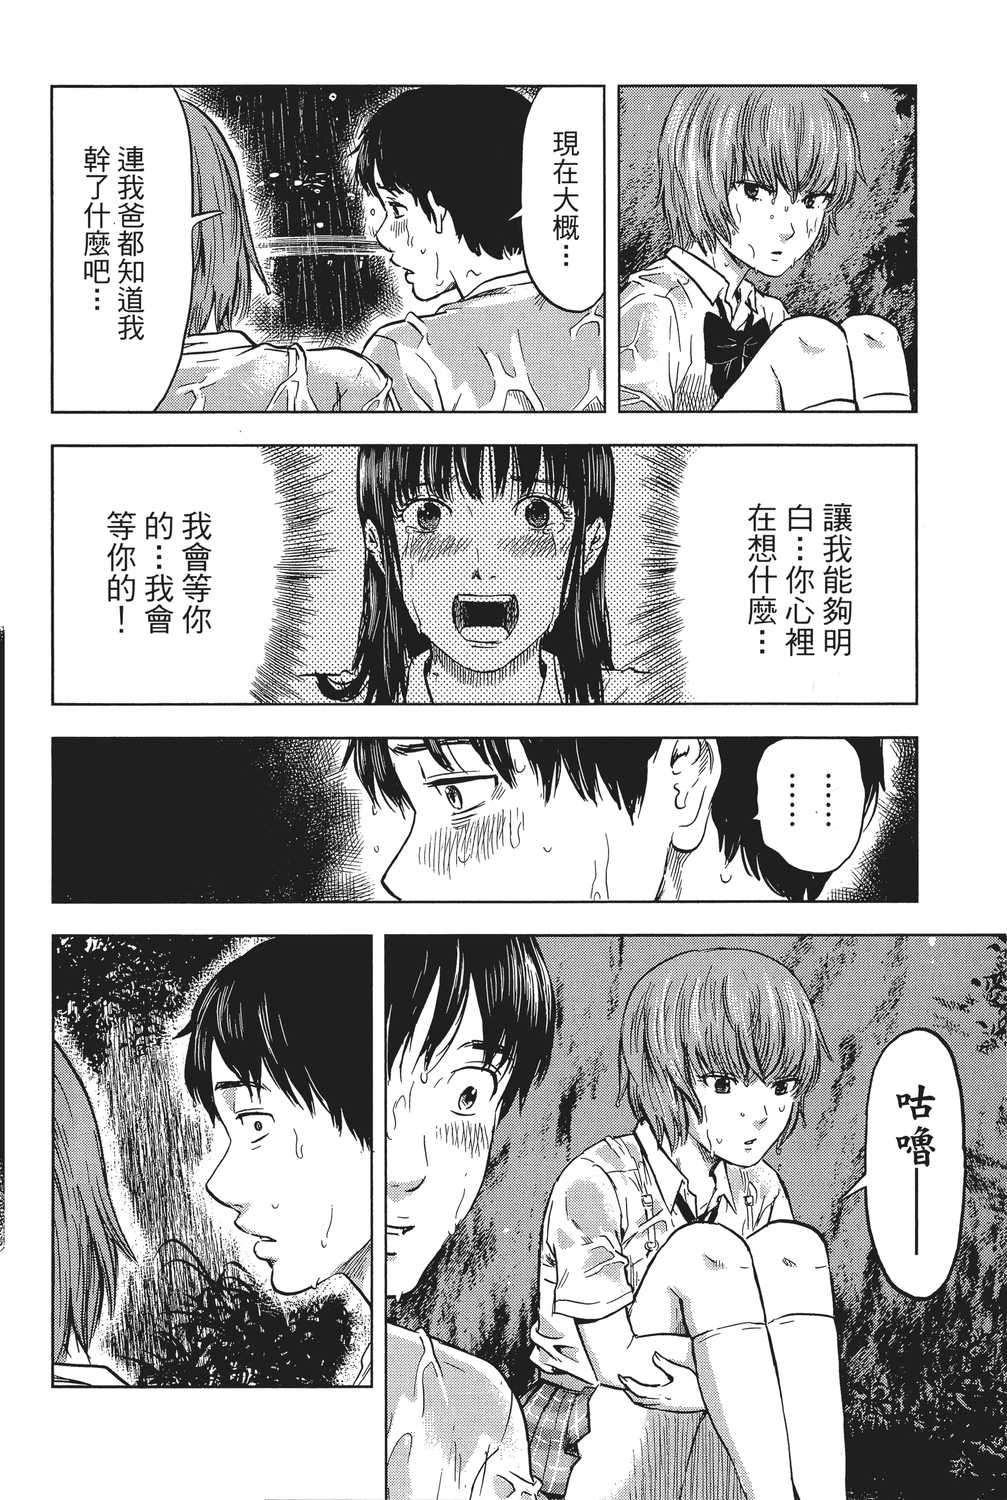 現在大概…
連我爸都知道我
幹了什麼吧…
讓我能夠明
白…你心裡
在想什麼…
我會等你
的…我會
等你的！
……
……
咕嚕——